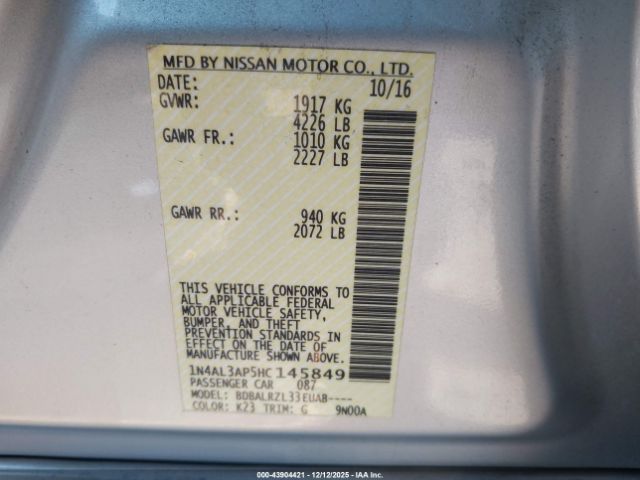 MFD BY NISSAN MOTOR CO., LTD.
DATE: 10/16
GVWR: 1917 KG
4226 LB
GAWR FR.: 1010 KG
2227 LB
GAWR RR.: 940 KG
2072 LB
THIS VEHICLE CONFORMS TO
ALL APPLICABLE FEDERAL
MOTOR VEHICLE SAFETY,
BUMPER, AND THEFT
PREVENTION STANDARDS IN
EFFECT ON THE DATE OF
MANUFACTURE SHOWN ABOVE.
1N4AL3AP5HC145849
PASSENGER CAR 087
MODEL: BDBALRZL33EUAB----
COLOR: K23 TRIM: G 9N00A
000-43904421 | 12/12/2025 - IAA Inc.